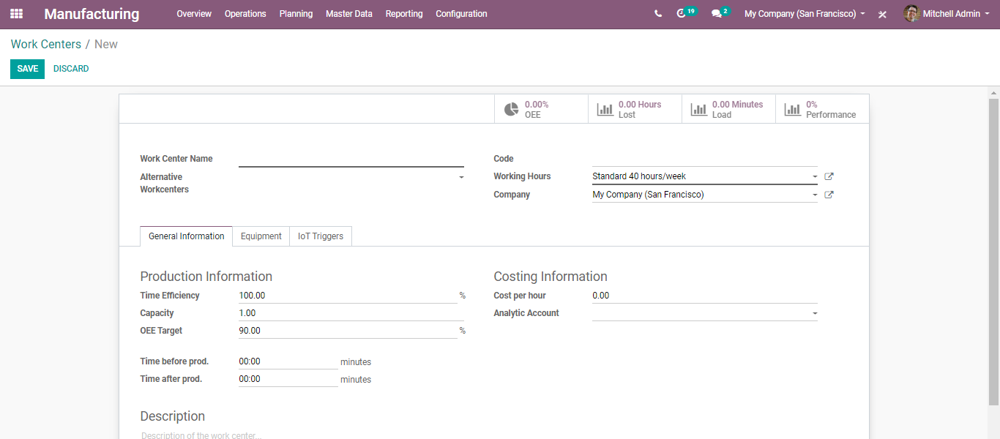 Manufacturing Overview Operations Planning Master Data Reporting Configuration 19 2 My Company (San Francisco) Mitchell Admin
Work Centers / New
SAVE DISCARD
0.00% 0.00 Hours 0.00 Minutes 0%
OEE Lost Load Performance
Work Center Name Code
Alternative Workcenters Working Hours Standard 40 hours/week
Company My Company (San Francisco)
General Information Equipment IoT Triggers
Production Information Costing Information
Time Efficiency 100.00 % Cost per hour 0.00
Capacity 1.00 Analytic Account
OEE Target 90.00 %
Time before prod. 00:00 minutes
Time after prod. 00:00 minutes
Description
Description of the work center...